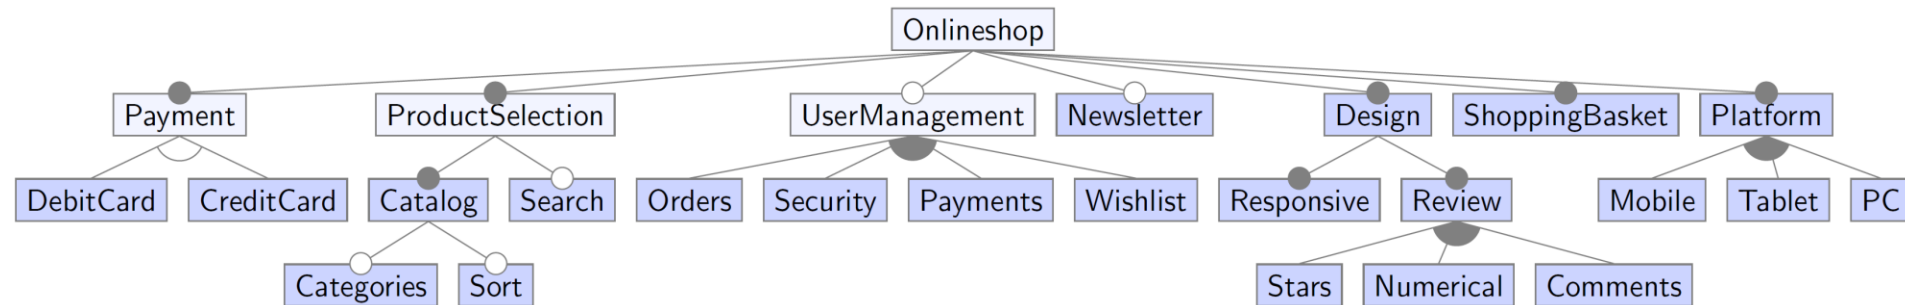 Onlineshop
Payment
ProductSelection
UserManagement
Newsletter
Design
ShoppingBasket
Platform
DebitCard
CreditCard
Catalog
Search
Orders
Security
Payments
Wishlist
Responsive
Review
Mobile
Tablet
PC
Categories
Sort
Stars
Numerical
Comments